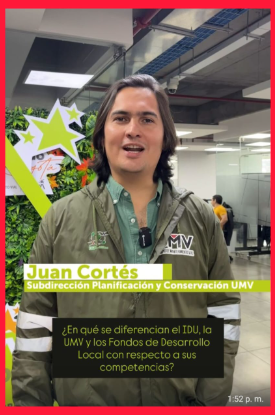 UMV
Juan Cortés
Subdirección Planificación y Conservación UMV
¿En qué se diferencian el IDU, la
UMV y los Fondos de Desarrollo
Local con respecto a sus
competencias?
1:52 p. m.